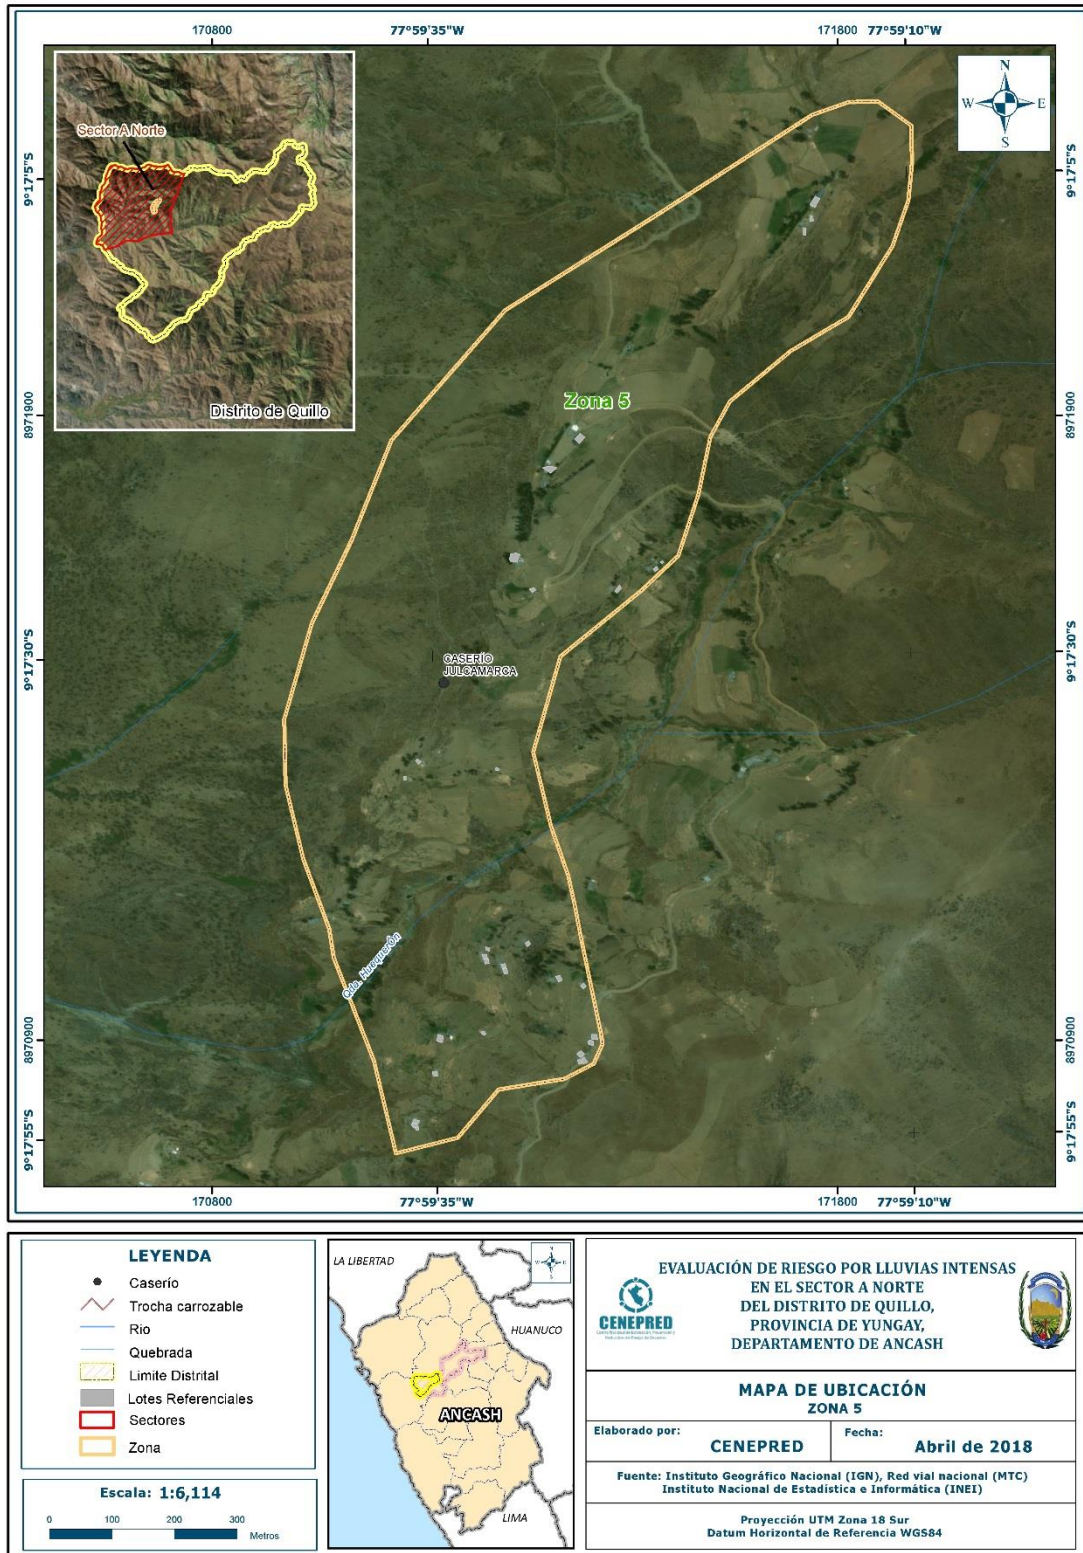 170800
77°59'35"W
171800
77°59'10"W
9°17'5"S
8971900
9°17'30"S
8970900
9°17'55"S
Sector A Norte
Distrito de Quillo
N
W
E
S
Zona 5
CASERÍO
JULCAMARCA
Qda. Huequerón
9°17'5"S
8971900
9°17'30"S
8970900
9°17'55"S
170800
77°59'35"W
171800
77°59'10"W
LEYENDA
Caserío
Trocha carrozable
Rio
Quebrada
Limite Distrital
Lotes Referenciales
Sectores
Zona
Escala: 1:6,114
0 100 200 300
Metros
LA LIBERTAD
HUANUCO
ANCASH
LIMA
CENEPRED
EVALUACIÓN DE RIESGO POR LLUVIAS INTENSAS
EN EL SECTOR A NORTE
DEL DISTRITO DE QUILLO,
PROVINCIA DE YUNGAY,
DEPARTAMENTO DE ANCASH
MAPA DE UBICACIÓN
ZONA 5
Elaborado por:
CENEPRED
Fecha:
Abril de 2018
Fuente: Instituto Geográfico Nacional (IGN), Red vial nacional (MTC)
Instituto Nacional de Estadística e Informática (INEI)
Proyección UTM Zona 18 Sur
Datum Horizontal de Referencia WGS84